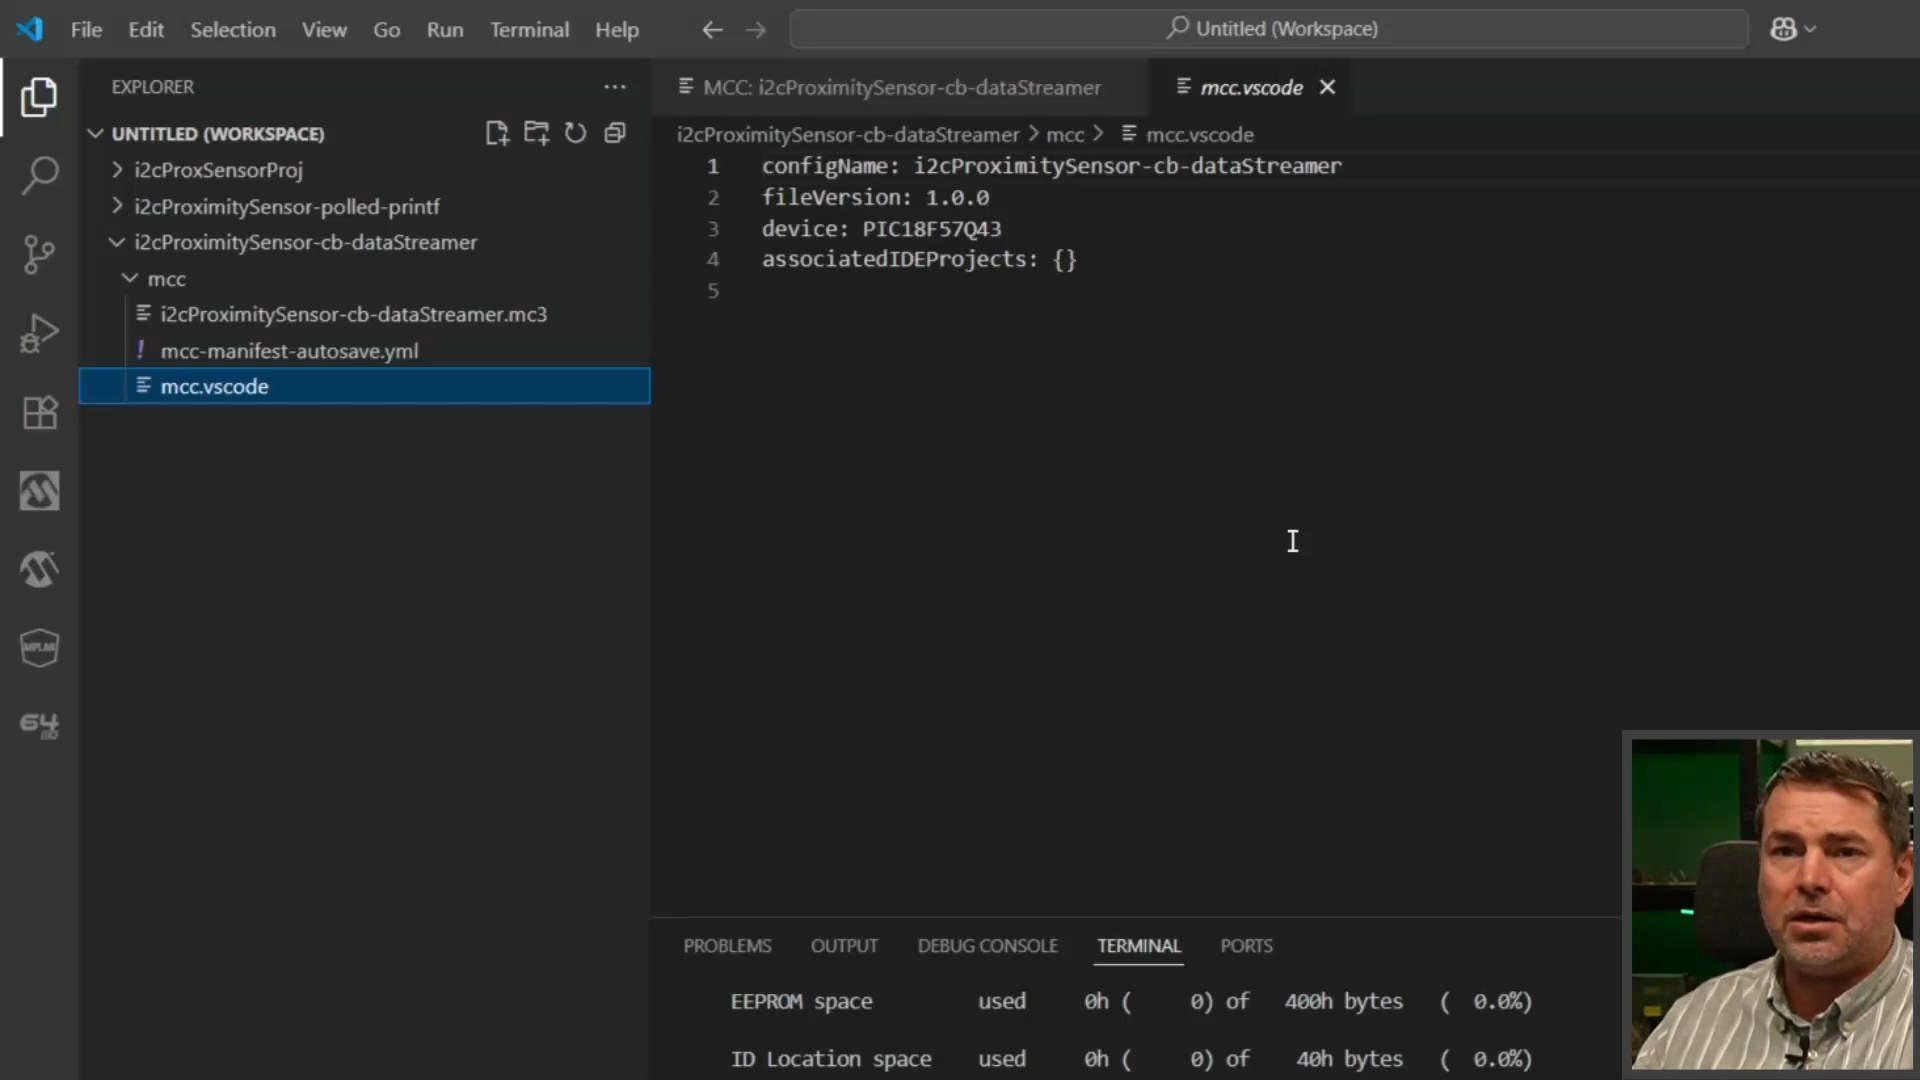 File Edit Selection View Go Run Terminal Help
Untitled (Workspace)
EXPLORER
UNTITLED (WORKSPACE)
i2cProxSensorProj
i2cProximitySensor-polled-printf
i2cProximitySensor-cb-dataStreamer
mcc
i2cProximitySensor-cb-dataStreamer.mc3
! mcc-manifest-autosave.yml
mcc.vscode
MPLAB
64
MCC: i2cProximitySensor-cb-dataStreamer
mcc.vscode
i2cProximitySensor-cb-dataStreamer > mcc > mcc.vscode
1 configName: i2cProximitySensor-cb-dataStreamer
2 fileVersion: 1.0.0
3 device: PIC18F57Q43
4 associatedIDEProjects: {}
5
PROBLEMS OUTPUT DEBUG CONSOLE TERMINAL PORTS
EEPROM space used 0h ( 0) of 400h bytes ( 0.0%)
ID Location space used 0h ( 0) of 40h bytes ( 0.0%)